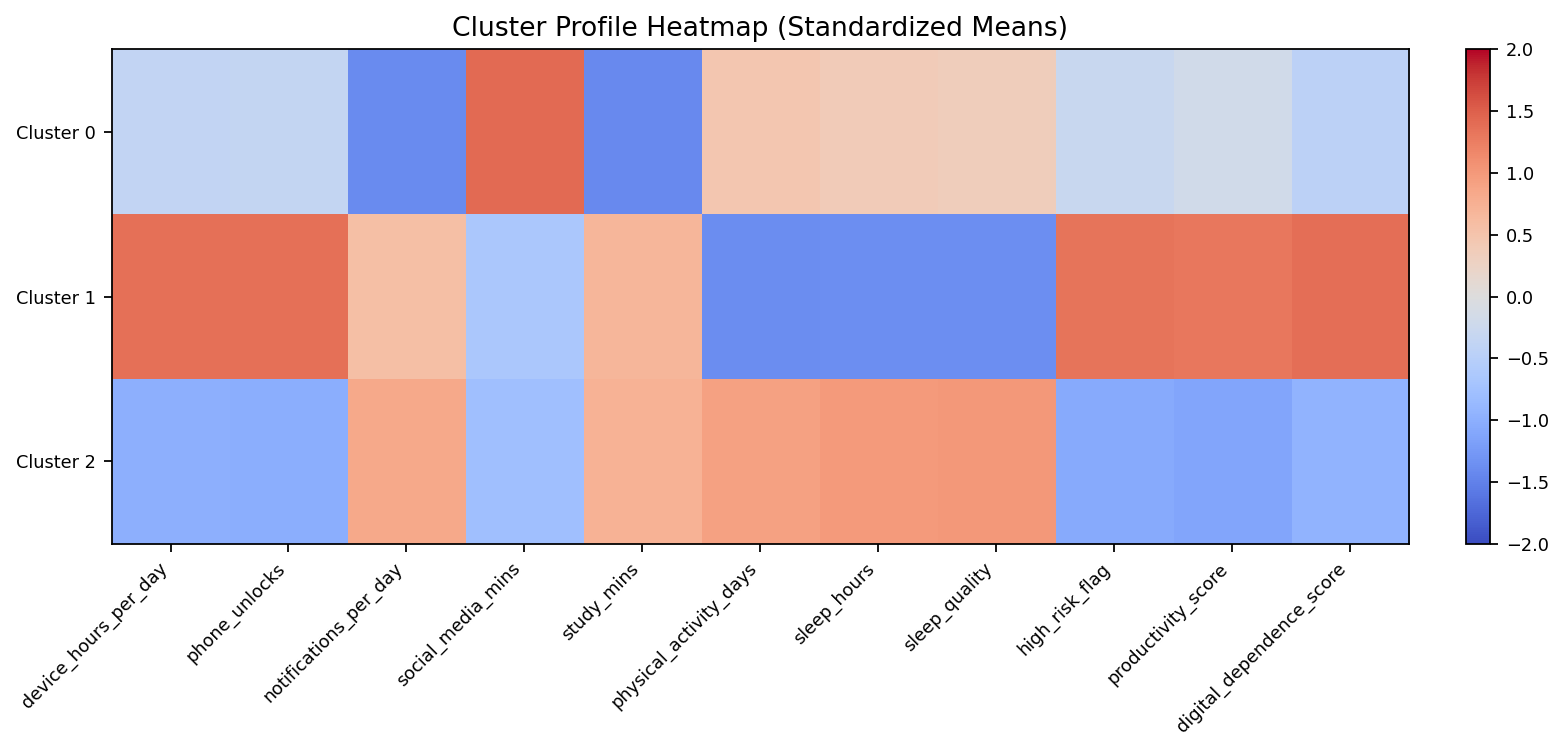 Cluster Profile Heatmap (Standardized Means)
Cluster 0
Cluster 1
Cluster 2
device_hours_per_day
phone_unlocks
notifications_per_day
social_media_mins
study_mins
physical_activity_days
sleep_hours
sleep_quality
high_risk_flag
productivity_score
digital_dependence_score
2.0
1.5
1.0
0.5
0.0
−0.5
−1.0
−1.5
−2.0